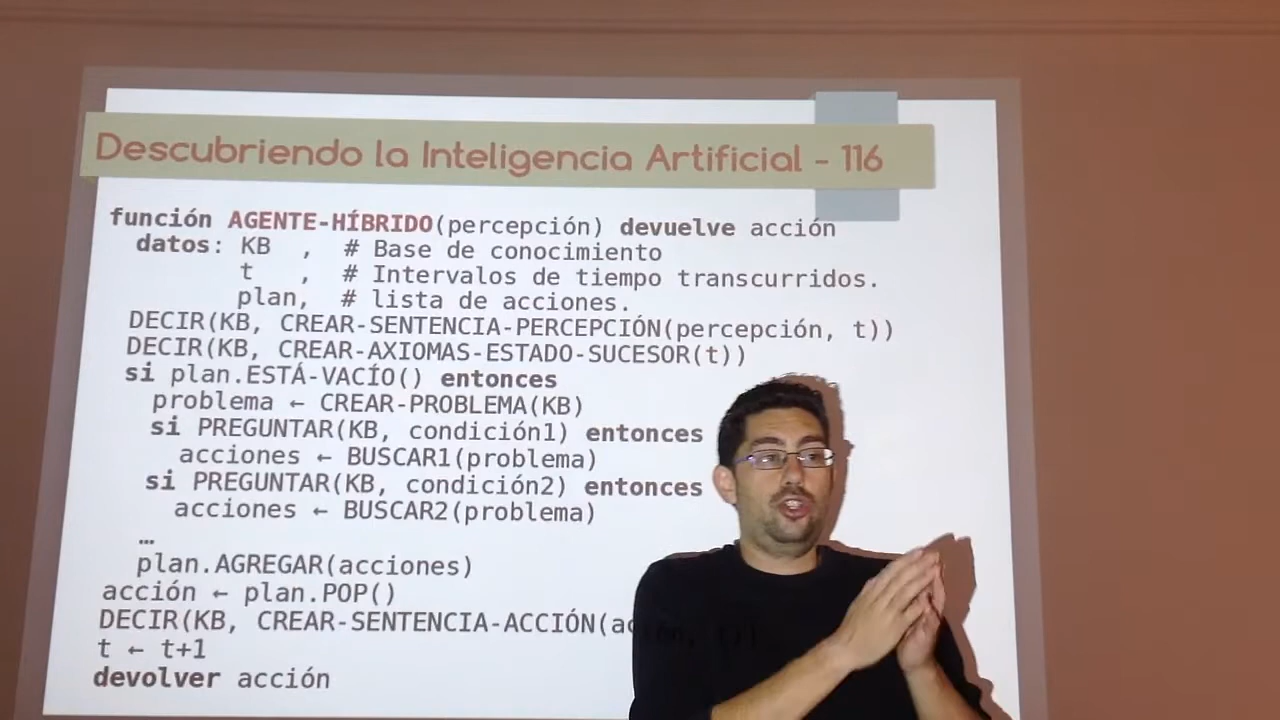 Descubriendo la Inteligencia Artificial - 116
función AGENTE-HÍBRIDO(percepción) devuelve acción
datos: KB , # Base de conocimiento
t , # Intervalos de tiempo transcurridos.
plan, # lista de acciones.
DECIR(KB, CREAR-SENTENCIA-PERCEPCIÓN(percepción, t))
DECIR(KB, CREAR-AXIOMAS-ESTADO-SUCESOR(t))
si plan.ESTÁ-VACÍO() entonces
problema ← CREAR-PROBLEMA(KB)
si PREGUNTAR(KB, condición1) entonces
acciones ← BUSCAR1(problema)
si PREGUNTAR(KB, condición2) entonces
acciones ← BUSCAR2(problema)
…
plan.AGREGAR(acciones)
acción ← plan.POP()
DECIR(KB, CREAR-SENTENCIA-ACCIÓN(acción, t))
t ← t+1
devolver acción